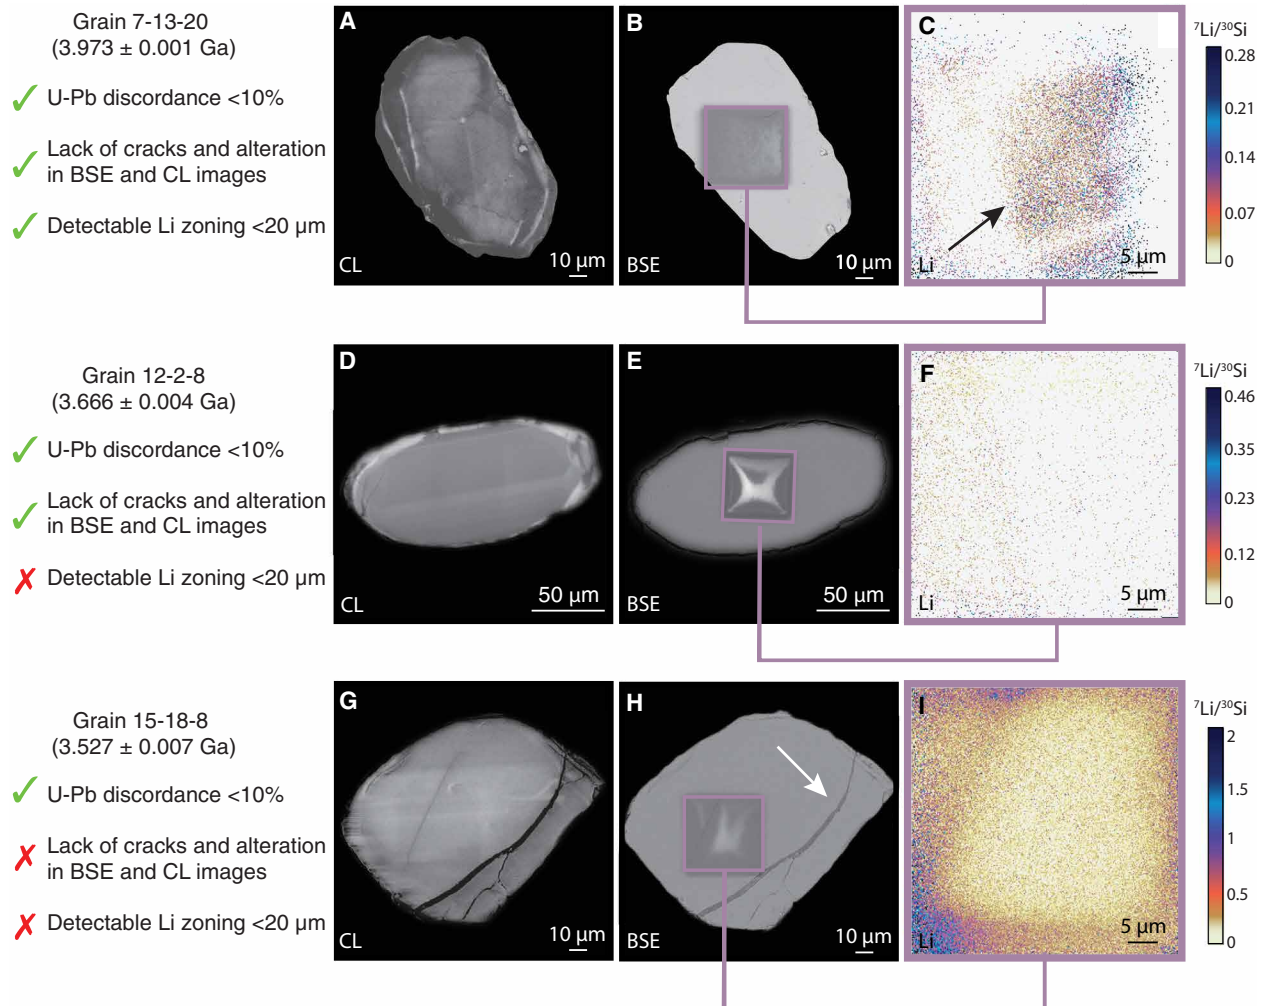 Grain 7-13-20
(3.973 ± 0.001 Ga)
✓ U-Pb discordance <10%
✓ Lack of cracks and alteration
in BSE and CL images
✓ Detectable Li zoning <20 μm
A
CL
10 μm
B
BSE
10 μm
C
Li
5 μm
⁷Li/³⁰Si
0.28
0.21
0.14
0.07
0
Grain 12-2-8
(3.666 ± 0.004 Ga)
✓ U-Pb discordance <10%
✓ Lack of cracks and alteration
in BSE and CL images
✗ Detectable Li zoning <20 μm
D
CL
50 μm
E
BSE
50 μm
F
Li
5 μm
⁷Li/³⁰Si
0.46
0.35
0.23
0.12
0
Grain 15-18-8
(3.527 ± 0.007 Ga)
✓ U-Pb discordance <10%
✗ Lack of cracks and alteration
in BSE and CL images
✗ Detectable Li zoning <20 μm
G
CL
10 μm
H
BSE
10 μm
I
Li
5 μm
⁷Li/³⁰Si
2
1.5
1
0.5
0